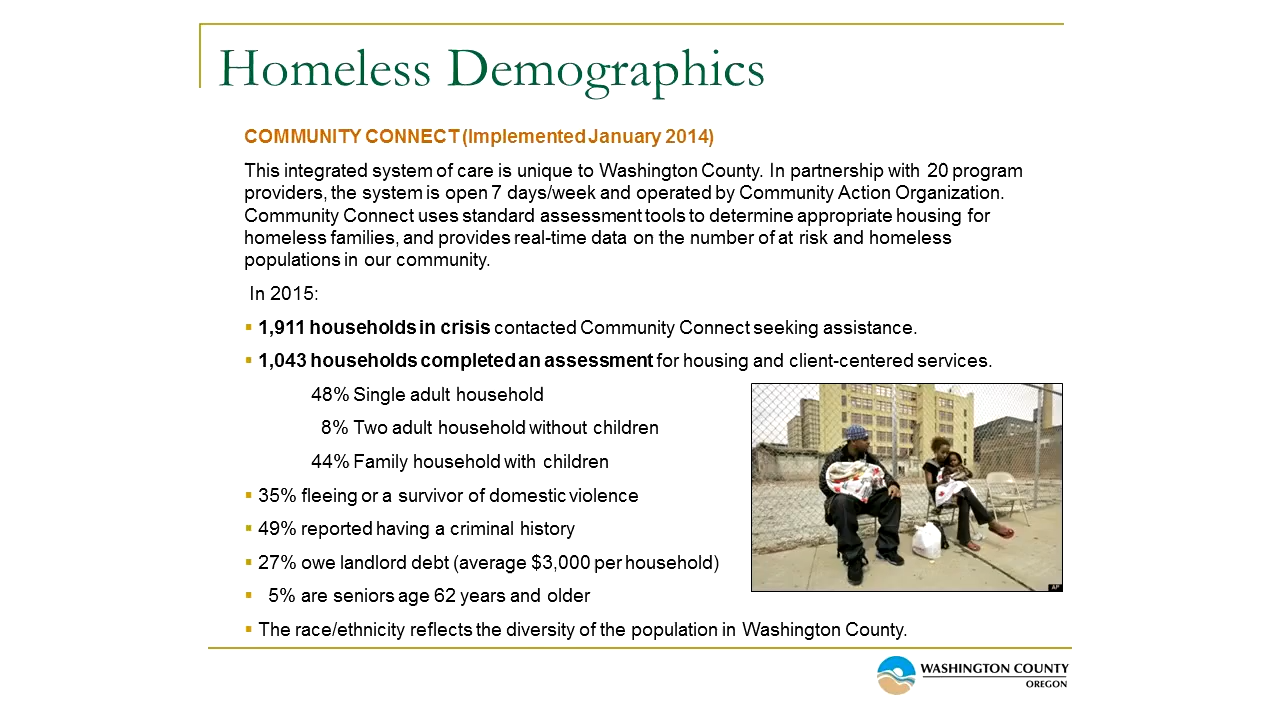 Homeless Demographics
COMMUNITY CONNECT (Implemented January 2014)
This integrated system of care is unique to Washington County. In partnership with 20 program
providers, the system is open 7 days/week and operated by Community Action Organization.
Community Connect uses standard assessment tools to determine appropriate housing for
homeless families, and provides real-time data on the number of at risk and homeless
populations in our community.
In 2015:
▪ 1,911 households in crisis contacted Community Connect seeking assistance.
▪ 1,043 households completed an assessment for housing and client-centered services.
48% Single adult household
8% Two adult household without children
44% Family household with children
▪ 35% fleeing or a survivor of domestic violence
▪ 49% reported having a criminal history
▪ 27% owe landlord debt (average $3,000 per household)
▪ 5% are seniors age 62 years and older
▪ The race/ethnicity reflects the diversity of the population in Washington County.
AP
WASHINGTON COUNTY
OREGON